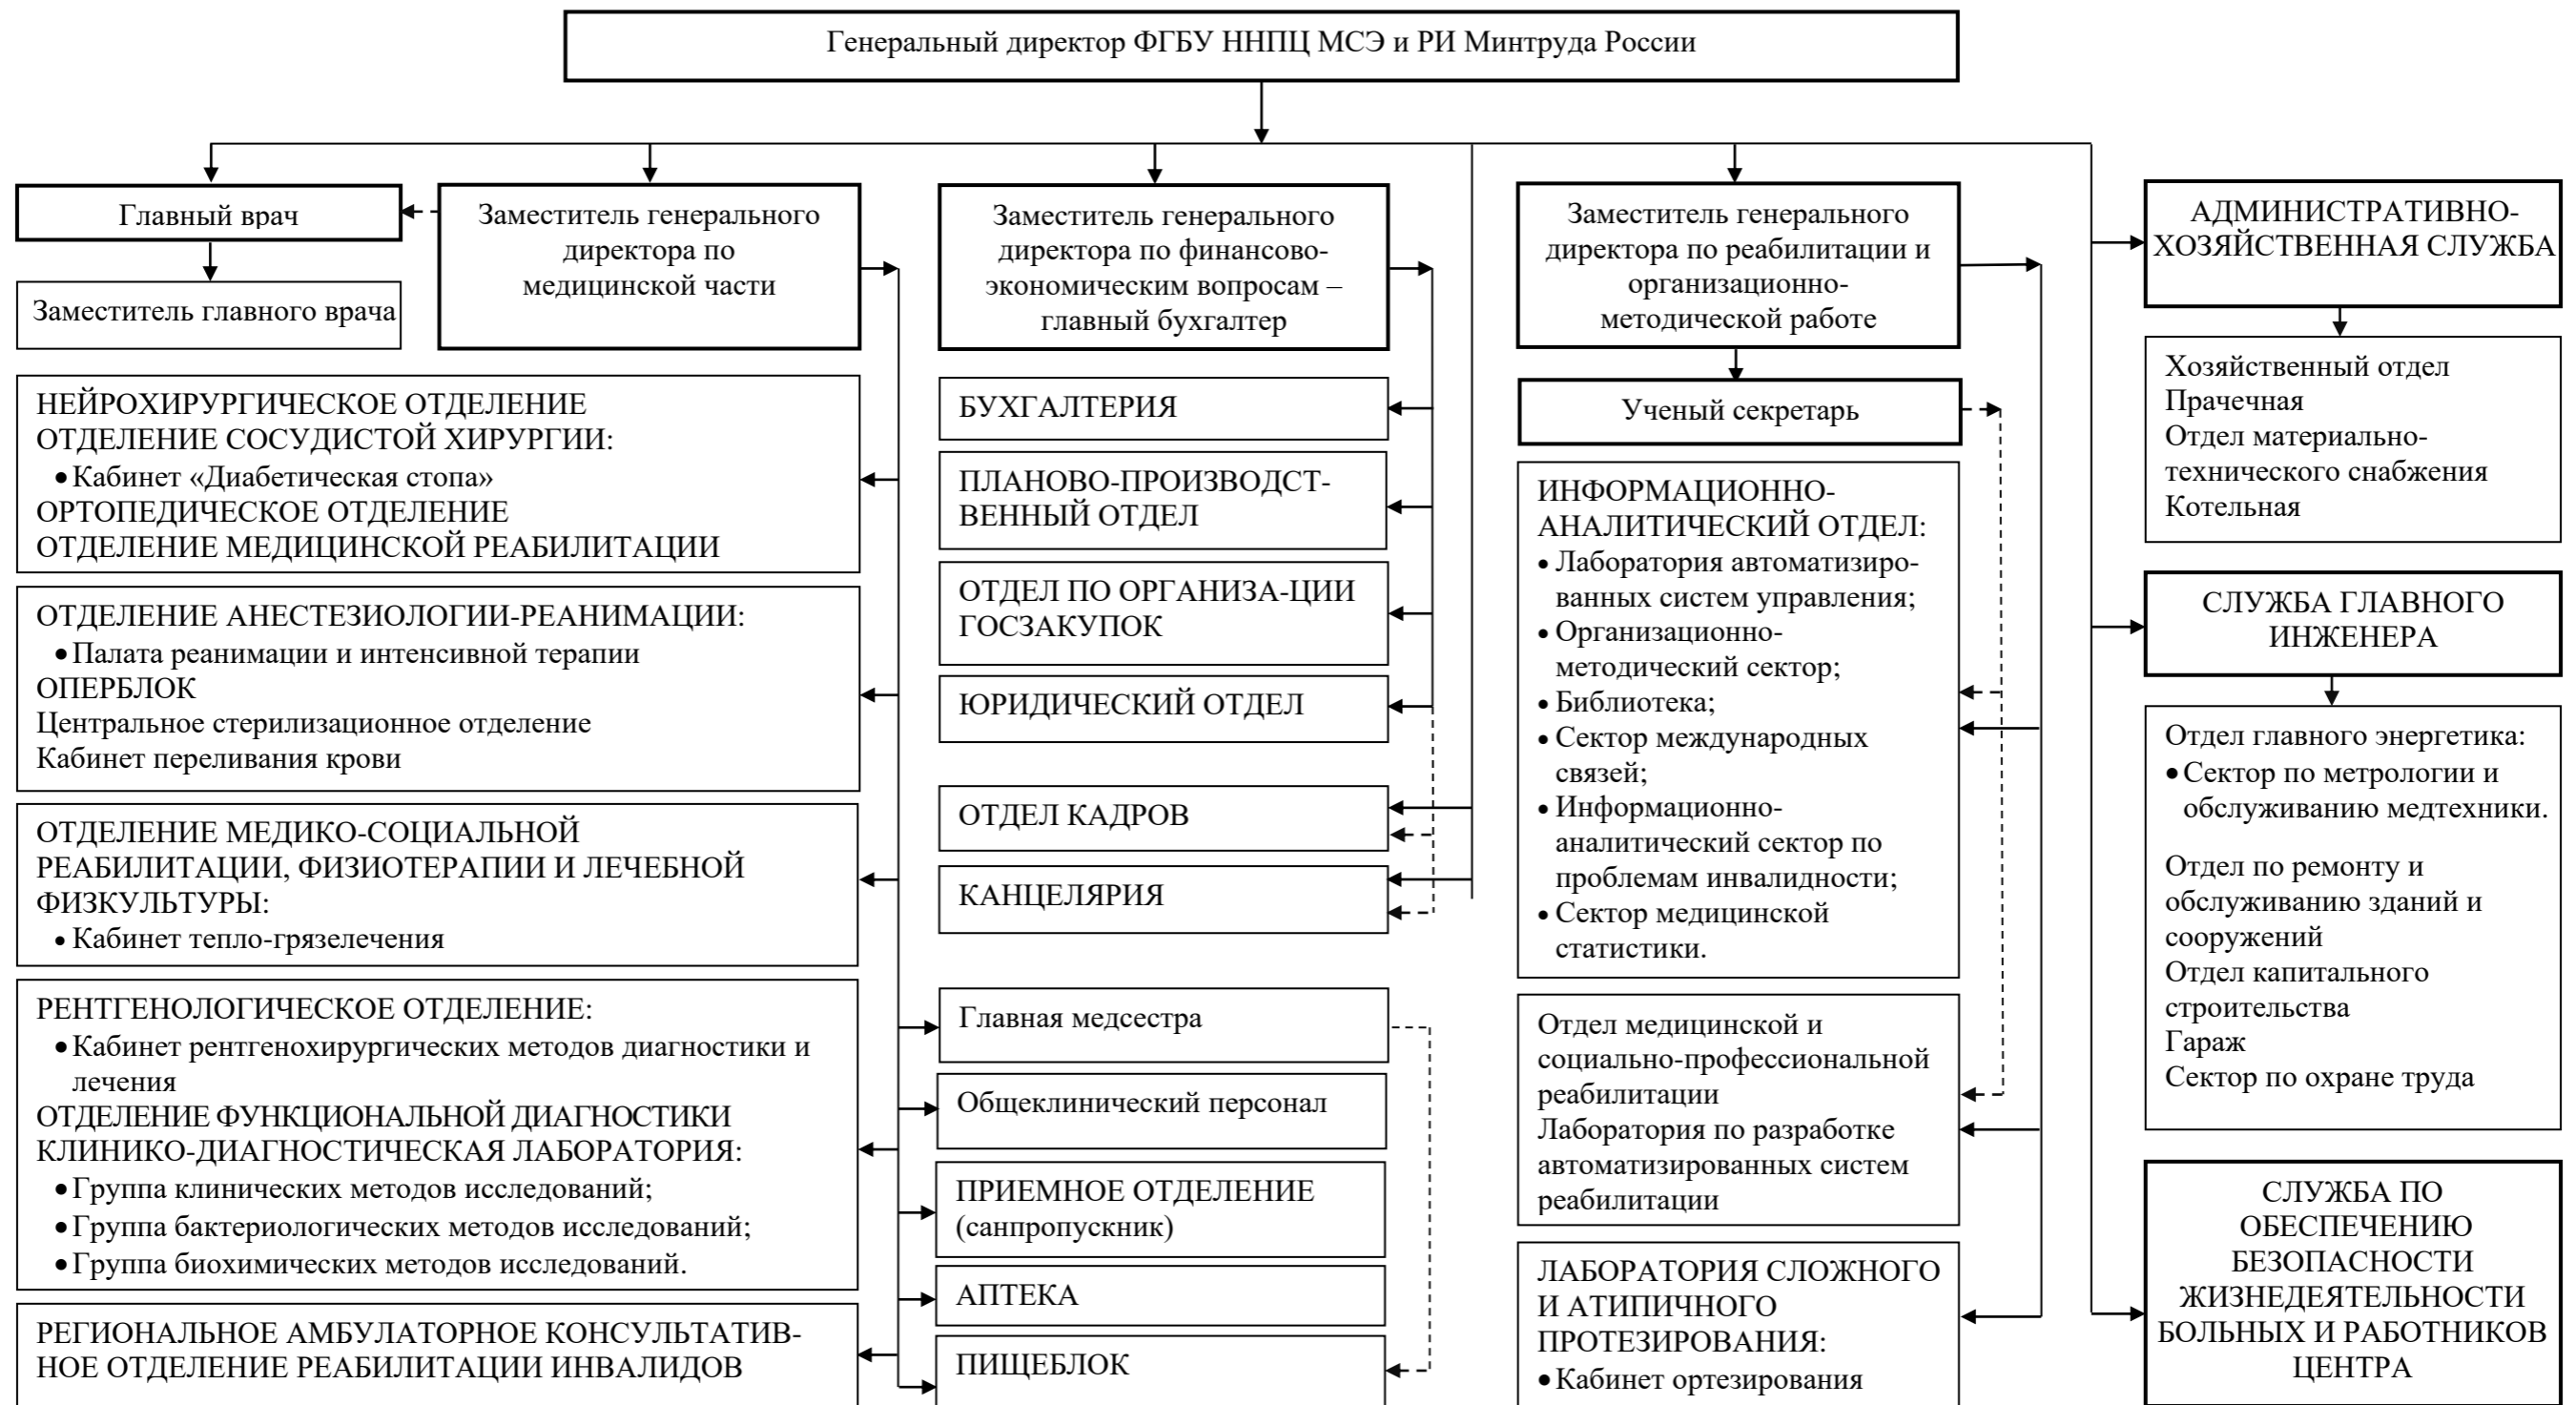 Генеральный директор ФГБУ ННПЦ МСЭ и РИ Минтруда России
Главный врач
Заместитель главного врача
Заместитель генерального
директора по
медицинской части
НЕЙРОХИРУРГИЧЕСКОЕ ОТДЕЛЕНИЕ
ОТДЕЛЕНИЕ СОСУДИСТОЙ ХИРУРГИИ:
• Кабинет «Диабетическая стопа»
ОРТОПЕДИЧЕСКОЕ ОТДЕЛЕНИЕ
ОТДЕЛЕНИЕ МЕДИЦИНСКОЙ РЕАБИЛИТАЦИИ
ОТДЕЛЕНИЕ АНЕСТЕЗИОЛОГИИ-РЕАНИМАЦИИ:
• Палата реанимации и интенсивной терапии
ОПЕРБЛОК
Центральное стерилизационное отделение
Кабинет переливания крови
ОТДЕЛЕНИЕ МЕДИКО-СОЦИАЛЬНОЙ
РЕАБИЛИТАЦИИ, ФИЗИОТЕРАПИИ И ЛЕЧЕБНОЙ
ФИЗКУЛЬТУРЫ:
• Кабинет тепло-грязелечения
РЕНТГЕНОЛОГИЧЕСКОЕ ОТДЕЛЕНИЕ:
• Кабинет рентгенохирургических методов диагностики и
лечения
ОТДЕЛЕНИЕ ФУНКЦИОНАЛЬНОЙ ДИАГНОСТИКИ
КЛИНИКО-ДИАГНОСТИЧЕСКАЯ ЛАБОРАТОРИЯ:
• Группа клинических методов исследований;
• Группа бактериологических методов исследований;
• Группа биохимических методов исследований.
РЕГИОНАЛЬНОЕ АМБУЛАТОРНОЕ КОНСУЛЬТАТИВ-
НОЕ ОТДЕЛЕНИЕ РЕАБИЛИТАЦИИ ИНВАЛИДОВ
Заместитель генерального
директора по финансово-
экономическим вопросам –
главный бухгалтер
БУХГАЛТЕРИЯ
ПЛАНОВО-ПРОИЗВОДСТ-
ВЕННЫЙ ОТДЕЛ
ОТДЕЛ ПО ОРГАНИЗА-ЦИИ
ГОСЗАКУПОК
ЮРИДИЧЕСКИЙ ОТДЕЛ
ОТДЕЛ КАДРОВ
КАНЦЕЛЯРИЯ
Главная медсестра
Общеклинический персонал
ПРИЕМНОЕ ОТДЕЛЕНИЕ
(санпропускник)
АПТЕКА
ПИЩЕБЛОК
Заместитель генерального
директора по реабилитации и
организационно-
методической работе
Ученый секретарь
ИНФОРМАЦИОННО-
АНАЛИТИЧЕСКИЙ ОТДЕЛ:
• Лаборатория автоматизиро-
ванных систем управления;
• Организационно-
методический сектор;
• Библиотека;
• Сектор международных
связей;
• Информационно-
аналитический сектор по
проблемам инвалидности;
• Сектор медицинской
статистики.
Отдел медицинской и
социально-профессиональной
реабилитации
Лаборатория по разработке
автоматизированных систем
реабилитации
ЛАБОРАТОРИЯ СЛОЖНОГО
И АТИПИЧНОГО
ПРОТЕЗИРОВАНИЯ:
• Кабинет ортезирования
АДМИНИСТРАТИВНО-
ХОЗЯЙСТВЕННАЯ СЛУЖБА
Хозяйственный отдел
Прачечная
Отдел материально-
технического снабжения
Котельная
СЛУЖБА ГЛАВНОГО
ИНЖЕНЕРА
Отдел главного энергетика:
• Сектор по метрологии и
обслуживанию медтехники.
Отдел по ремонту и
обслуживанию зданий и
сооружений
Отдел капитального
строительства
Гараж
Сектор по охране труда
СЛУЖБА ПО
ОБЕСПЕЧЕНИЮ
БЕЗОПАСНОСТИ
ЖИЗНЕДЕЯТЕЛЬНОСТИ
БОЛЬНЫХ И РАБОТНИКОВ
ЦЕНТРА